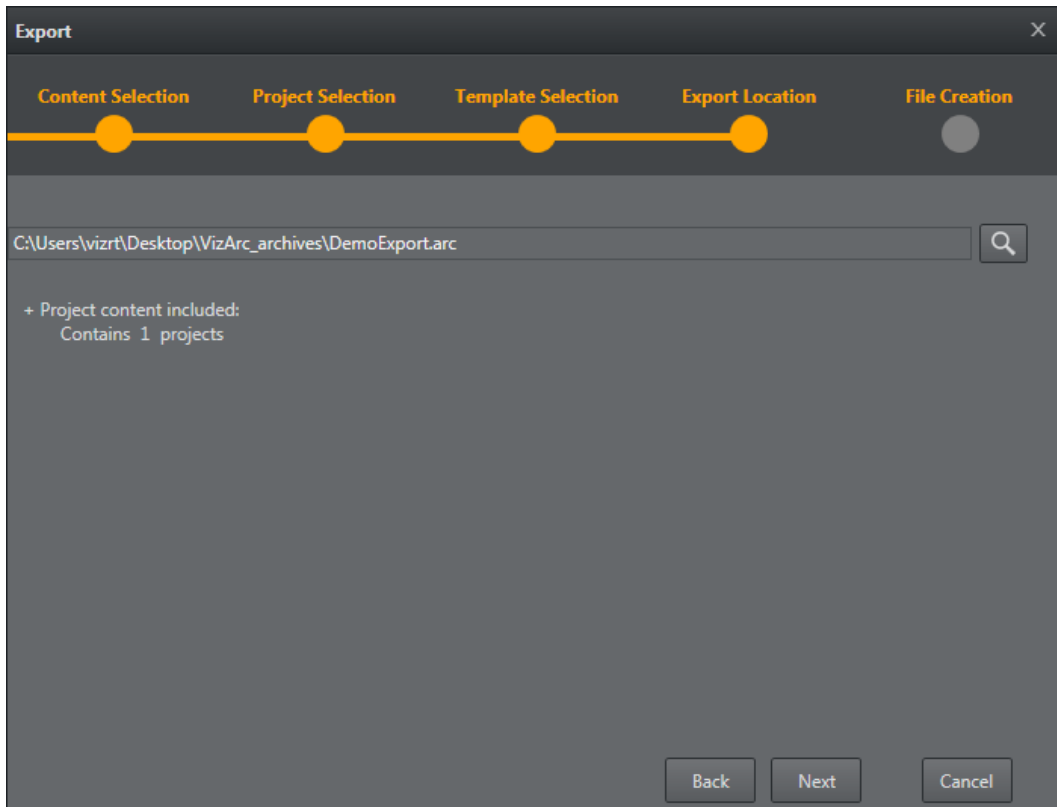 Export
X
Content Selection Project Selection Template Selection Export Location File Creation
C:\Users\vizrt\Desktop\VizArc_archives\DemoExport.arc
+ Project content included:
Contains 1 projects
Back Next Cancel